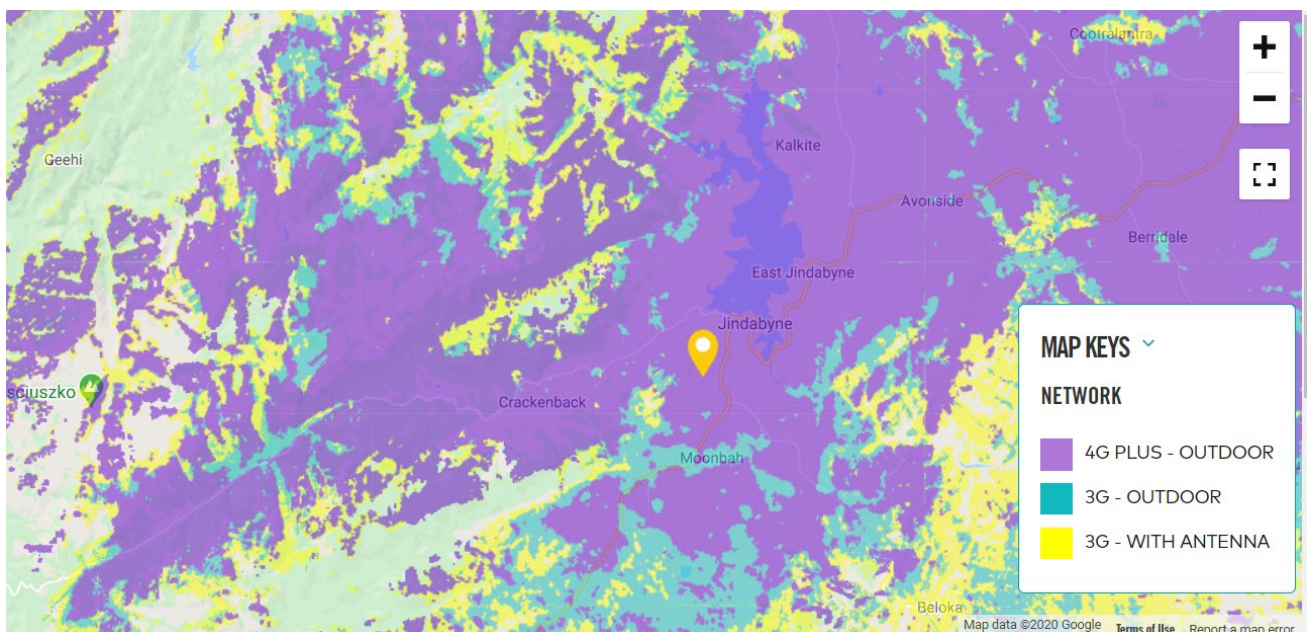 Cootralantra
+
−
Geehi
Kalkite
Avonside
Berridale
East Jindabyne
Jindabyne
MAP KEYS
NETWORK
sciuszko
Crackenback
4G PLUS - OUTDOOR
Moonbah
3G - OUTDOOR
3G - WITH ANTENNA
Beloka
Map data ©2020 Google Terms of Use Report a map error